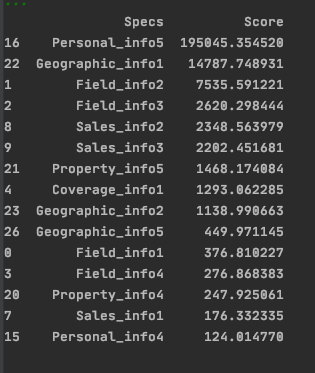 Specs Score
16 Personal_info5 195045.354520
22 Geographic_info1 14787.748931
1 Field_info2 7535.591221
2 Field_info3 2620.298444
8 Sales_info2 2348.563979
9 Sales_info3 2202.451681
21 Property_info5 1468.174084
4 Coverage_info1 1293.062285
23 Geographic_info2 1138.990663
26 Geographic_info5 449.971145
0 Field_info1 376.810227
3 Field_info4 276.868383
20 Property_info4 247.925061
7 Sales_info1 176.332335
15 Personal_info4 124.014770